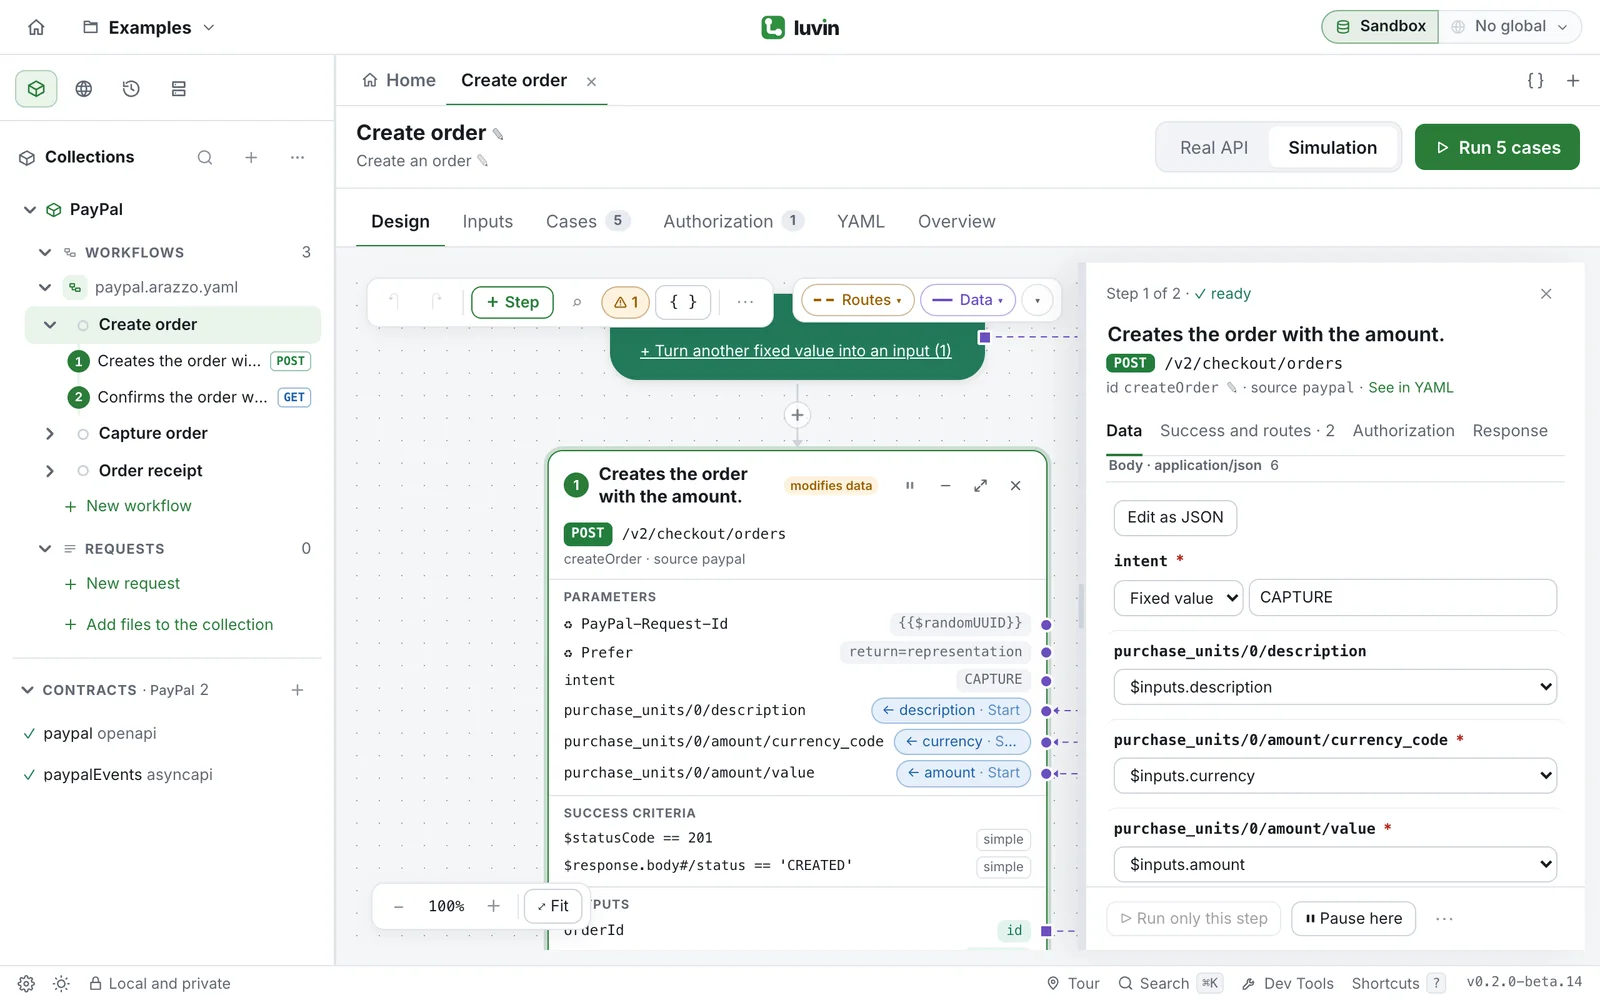 Examples
luvin
Sandbox
No global
Home
Create order
Create order
Create an order
Real API
Simulation
Run 5 cases
Collections
PayPal
WORKFLOWS 3
paypal.arazzo.yaml
Create order
1 Creates the order wi... POST
2 Confirms the order w... GET
Capture order
Order receipt
+ New workflow
REQUESTS 0
+ New request
+ Add files to the collection
CONTRACTS · PayPal 2
paypal openapi
paypalEvents asyncapi
Design
Inputs
Cases 5
Authorization 1
YAML
Overview
+ Step
1
{ }
...
Routes
Data
+ Turn another fixed value into an input (1)
1
Creates the order
with the amount.
modifies data
POST /v2/checkout/orders
createOrder · source paypal
PARAMETERS
PayPal-Request-Id {{$randomUUID}}
Prefer return=representation
intent CAPTURE
purchase_units/0/description ← description · Start
purchase_units/0/amount/currency_code ← currency · S...
purchase_units/0/amount/value ← amount · Start
SUCCESS CRITERIA
$statusCode == 201 simple
$response.body#/status == 'CREATED' simple
PUTS
orderId id
− 100% +
Fit
Step 1 of 2 · ✓ ready
Creates the order with the amount.
POST /v2/checkout/orders
id createOrder · source paypal · See in YAML
Data
Success and routes · 2
Authorization
Response
Body · application/json 6
Edit as JSON
intent *
Fixed value
CAPTURE
purchase_units/0/description
$inputs.description
purchase_units/0/amount/currency_code *
$inputs.currency
purchase_units/0/amount/value *
$inputs.amount
Run only this step
Pause here
...
Local and private
Tour
Search ⌘K
Dev Tools
Shortcuts ?
v0.2.0-beta.14